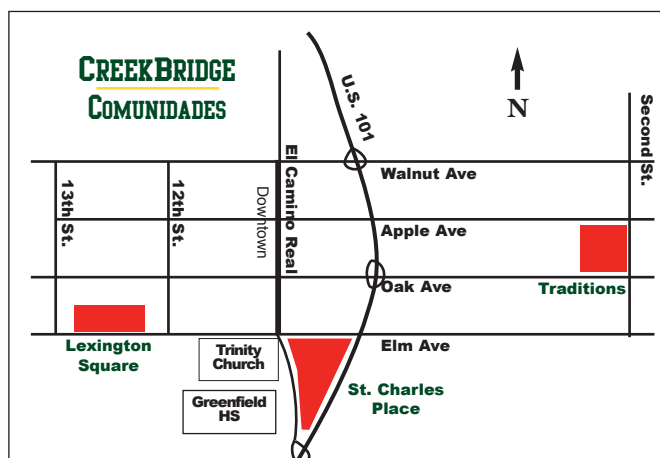 CREEKBRIDGE
COMUNIDADES
U.S. 101
N
Second St.
13th St.
12th St.
Downtown
El Camino Real
Walnut Ave
Apple Ave
Oak Ave
Traditions
Lexington
Square
Trinity
Church
Elm Ave
Greenfield
HS
St. Charles
Place